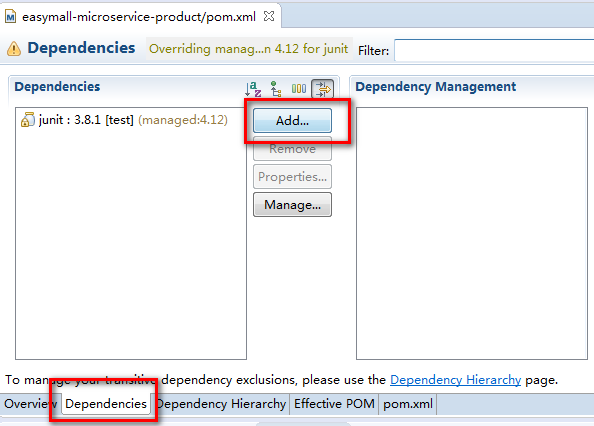 easymall-microservice-product/pom.xml
Dependencies
Overriding manag...n 4.12 for junit
Filter:
Dependencies
Dependency Management
junit : 3.8.1 [test] (managed:4.12)
Add...
Remove
Properties...
Manage...
To manage your transitive dependency exclusions, please use the Dependency Hierarchy page.
Overview
Dependencies
Dependency Hierarchy
Effective POM
pom.xml